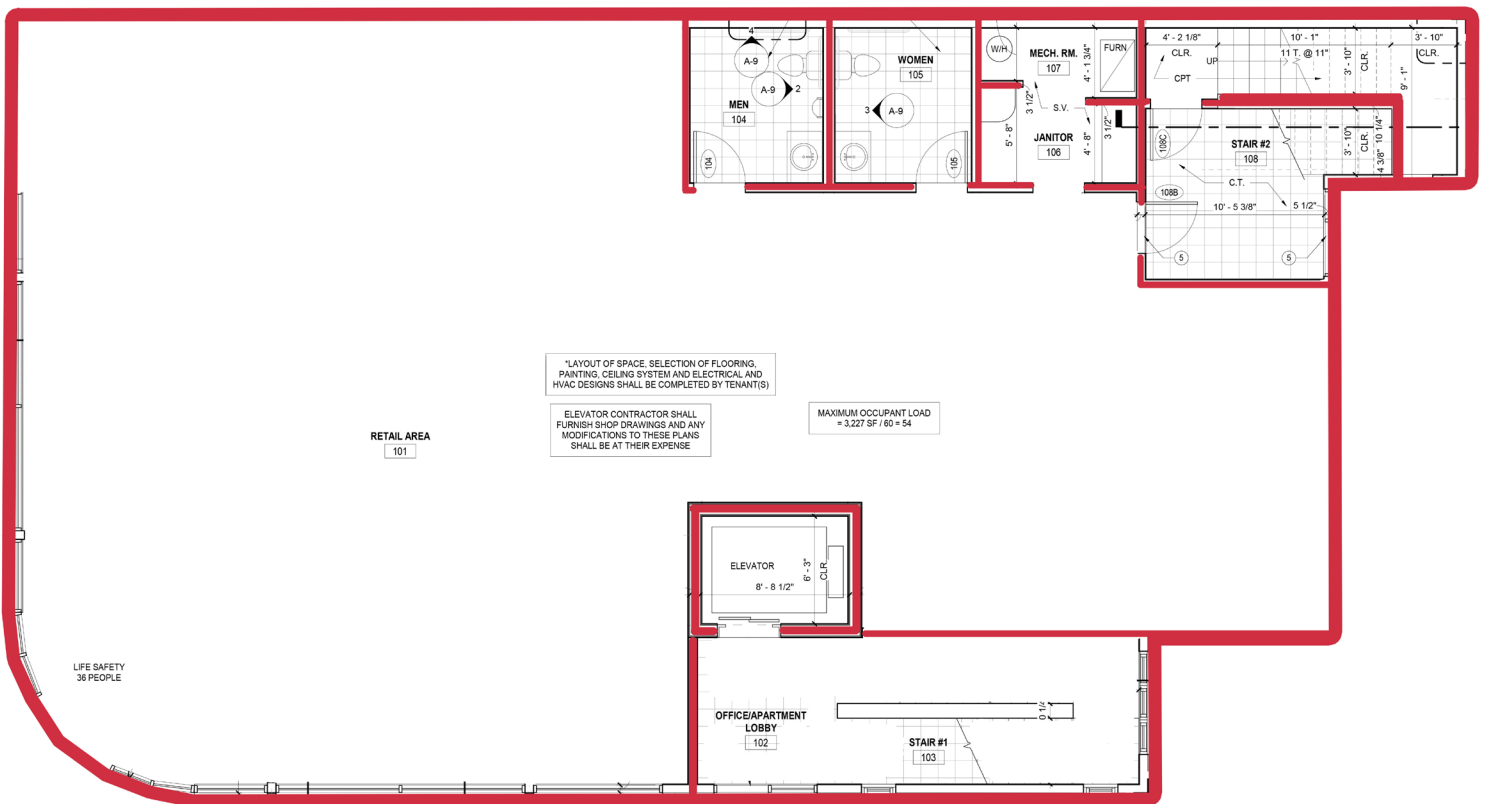 4
A-9
A-9
2
MEN
104
104
WOMEN
105
3
A-9
105
W/H
MECH. RM.
107
4' - 1 3/4"
FURN
3 1/2"
S.V.
3 1/2"
5' - 8"
JANITOR
106
4' - 8"
4' - 2 1/8"
10' - 1"
3' - 10"
CLR.
UP
11 T. @ 11"
3' - 10"
CLR.
CLR.
CPT
9' - 1"
108C
STAIR #2
108
3' - 10"
CLR.
10 1/4"
4 3/8"
C.T.
108B
10' - 5 3/8"
5 1/2"
5
5
*LAYOUT OF SPACE, SELECTION OF FLOORING,
PAINTING, CEILING SYSTEM AND ELECTRICAL AND
HVAC DESIGNS SHALL BE COMPLETED BY TENANT(S)
ELEVATOR CONTRACTOR SHALL
FURNISH SHOP DRAWINGS AND ANY
MODIFICATIONS TO THESE PLANS
SHALL BE AT THEIR EXPENSE
MAXIMUM OCCUPANT LOAD
= 3,227 SF / 60 = 54
RETAIL AREA
101
ELEVATOR
8' - 8 1/2"
6' - 3"
CLR.
LIFE SAFETY
36 PEOPLE
OFFICE/APARTMENT
LOBBY
102
0 1/4
STAIR #1
103